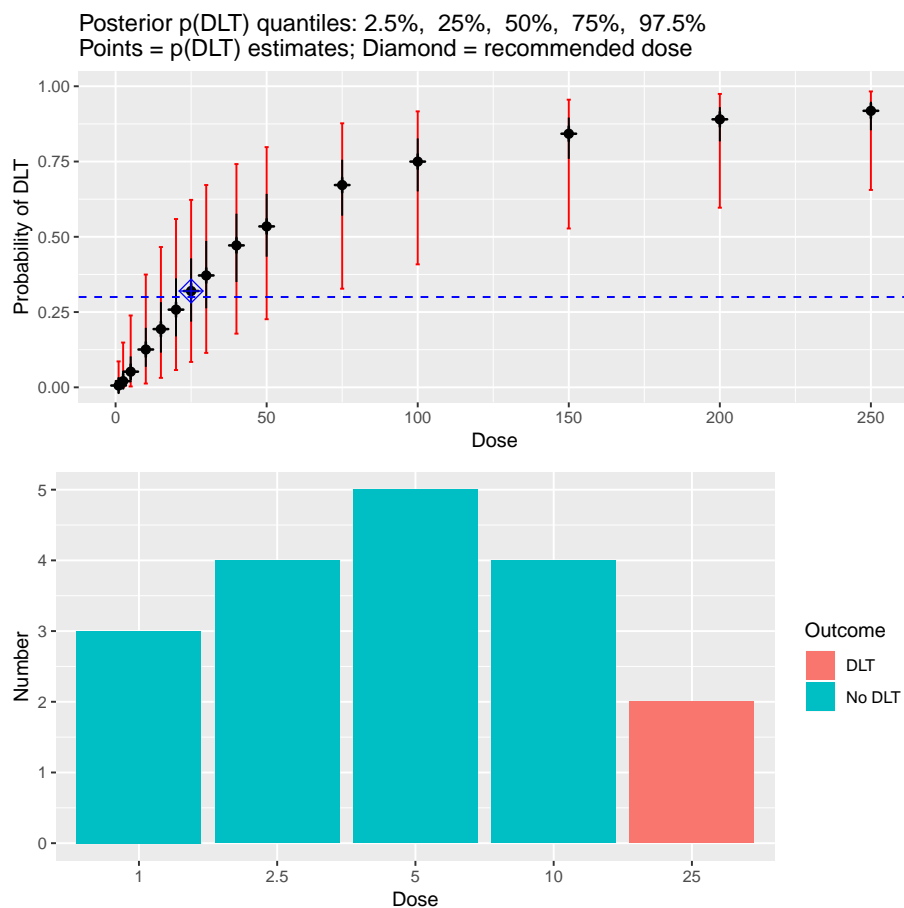 Posterior p(DLT) quantiles: 2.5%, 25%, 50%, 75%, 97.5%
Points = p(DLT) estimates; Diamond = recommended dose
Probability of DLT
1.00
0.75
0.50
0.25
0.00
0 50 100 150 200 250
Dose
Number
5
4
3
2
1
0
1 2.5 5 10 25
Dose
Outcome
DLT
No DLT